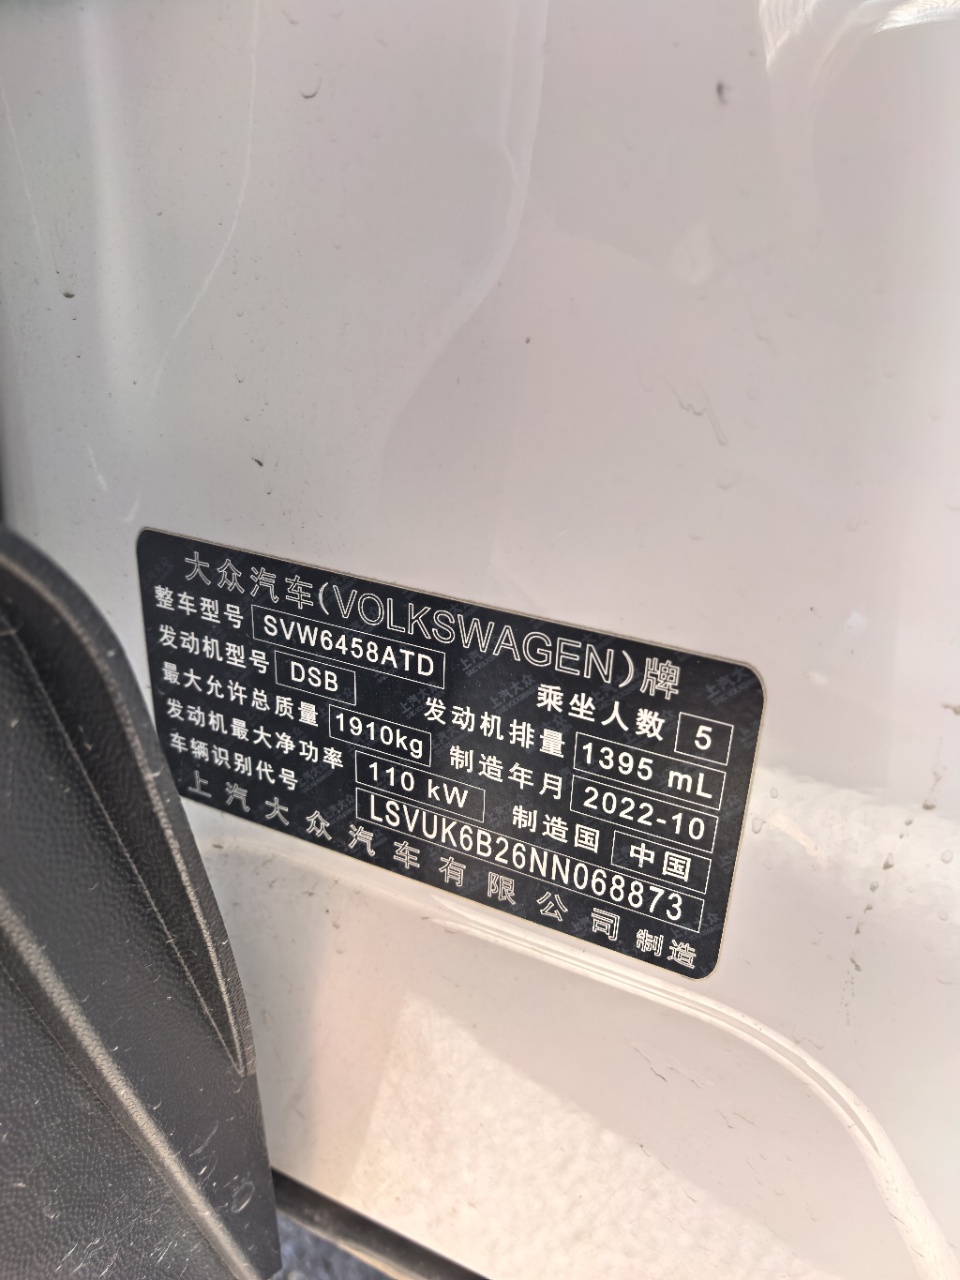 大众汽车(VOLKSWAGEN)牌
整车型号 SVW6458ATD 乘坐人数 5
发动机型号 DSB 发动机排量 1395 mL
最大允许总质量 1910kg 制造年月 2022-10
发动机最大净功率 110 kW 制造国 中国
车辆识别代号 LSVUK6B26NN068873
上汽大众汽车有限公司 制造